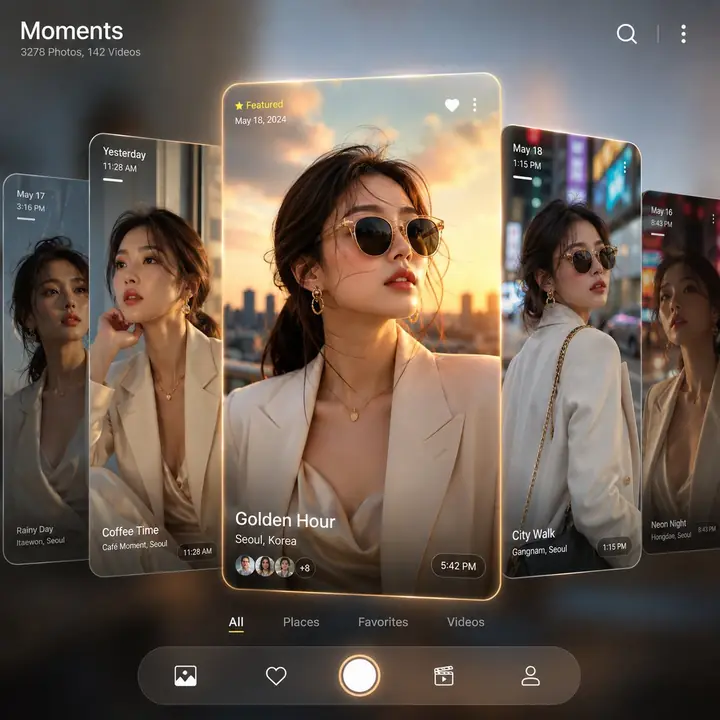 Moments
3278 Photos, 142 Videos
May 17
3:16 PM
Rainy Day
Itaewon, Seoul
Yesterday
11:28 AM
Coffee Time
Café Moment, Seoul
11:28 AM
Featured
May 18, 2024
Golden Hour
Seoul, Korea
+8
5:42 PM
May 18
1:15 PM
City Walk
Gangnam, Seoul
1:15 PM
May 16
8:43 PM
Neon Night
Hongdae, Seoul
8:43 PM
All
Places
Favorites
Videos